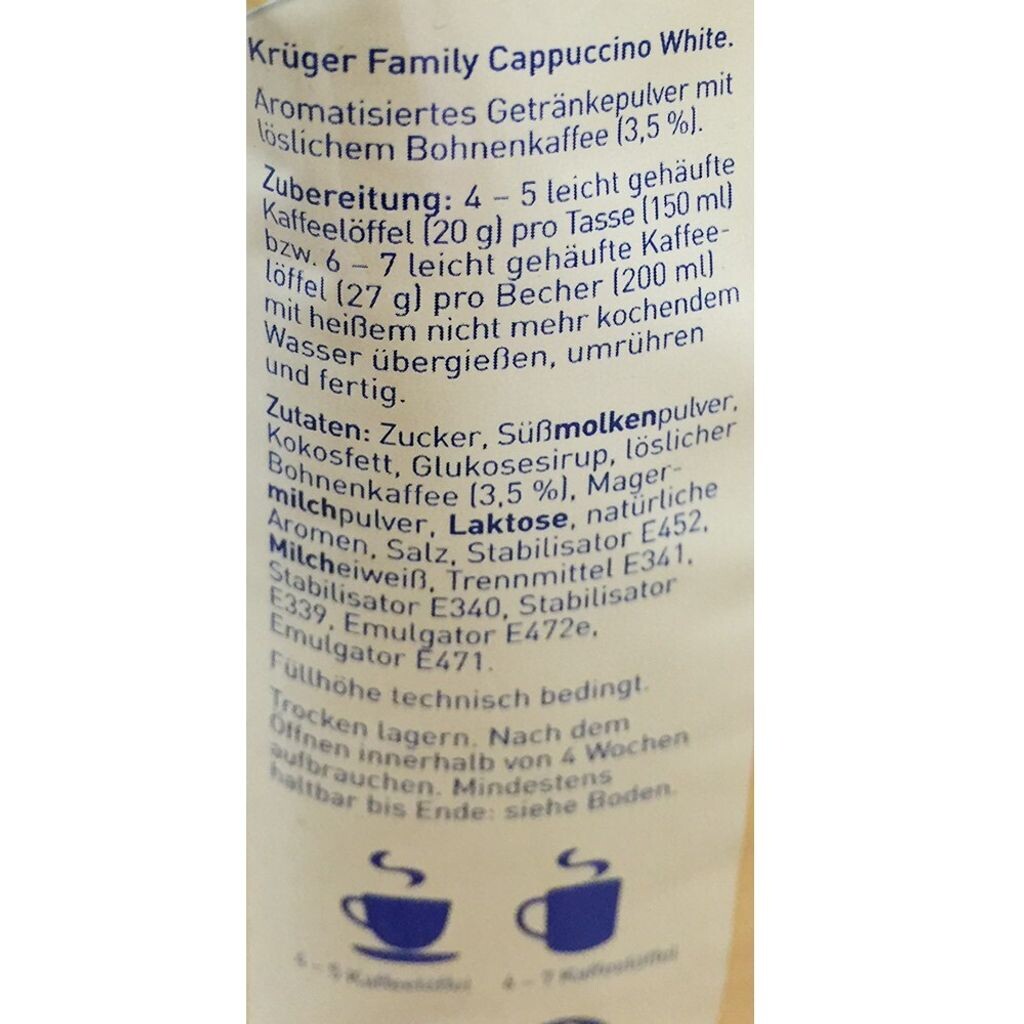 Krüger Family Cappuccino White.
Aromatisiertes Getränkepulver mit
löslichem Bohnenkaffee (3,5 %).
Zubereitung: 4 – 5 leicht gehäufte
Kaffeelöffel (20 g) pro Tasse (150 ml)
bzw. 6 – 7 leicht gehäufte Kaffee-
löffel (27 g) pro Becher (200 ml)
mit heißem nicht mehr kochendem
Wasser übergießen, umrühren
und fertig.
Zutaten: Zucker, Süßmolkenpulver,
Kokosfett, Glukosesirup, löslicher
Bohnenkaffee (3,5 %), Mager-
milchpulver, Laktose, natürliche
Aromen, Salz, Stabilisator E452,
Milcheiweiß, Trennmittel E341,
Stabilisator E340, Stabilisator
E339, Emulgator E472e,
Emulgator E471.
Füllhöhe technisch bedingt.
Trocken lagern. Nach dem
Öffnen innerhalb von 4 Wochen
aufbrauchen. Mindestens
haltbar bis Ende: siehe Boden.
Kaffeelöffel Kaffeelöffel